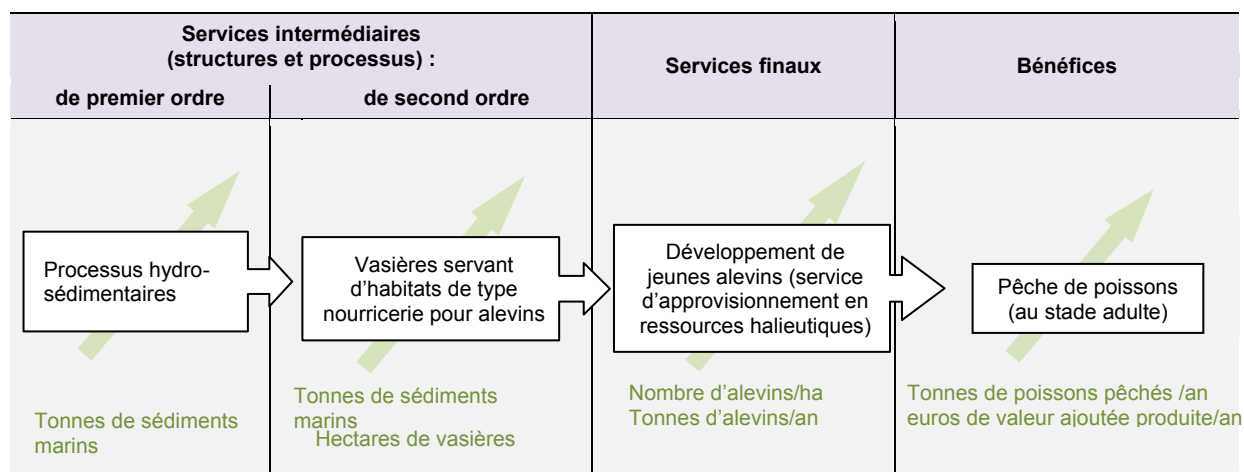 Services intermédiaires
(structures et processus) :
Services finaux
Bénéfices
de premier ordre
de second ordre
Processus hydro-
sédimentaires
Vasières servant
d'habitats de type
nourricerie pour alevins
Développement de
jeunes alevins (service
d'approvisionnement en
ressources halieutiques)
Pêche de poissons
(au stade adulte)
Tonnes de sédiments
marins
Tonnes de sédiments
marins
Hectares de vasières
Nombre d'alevins/ha
Tonnes d'alevins/an
Tonnes de poissons pêchés /an
euros de valeur ajoutée produite/an